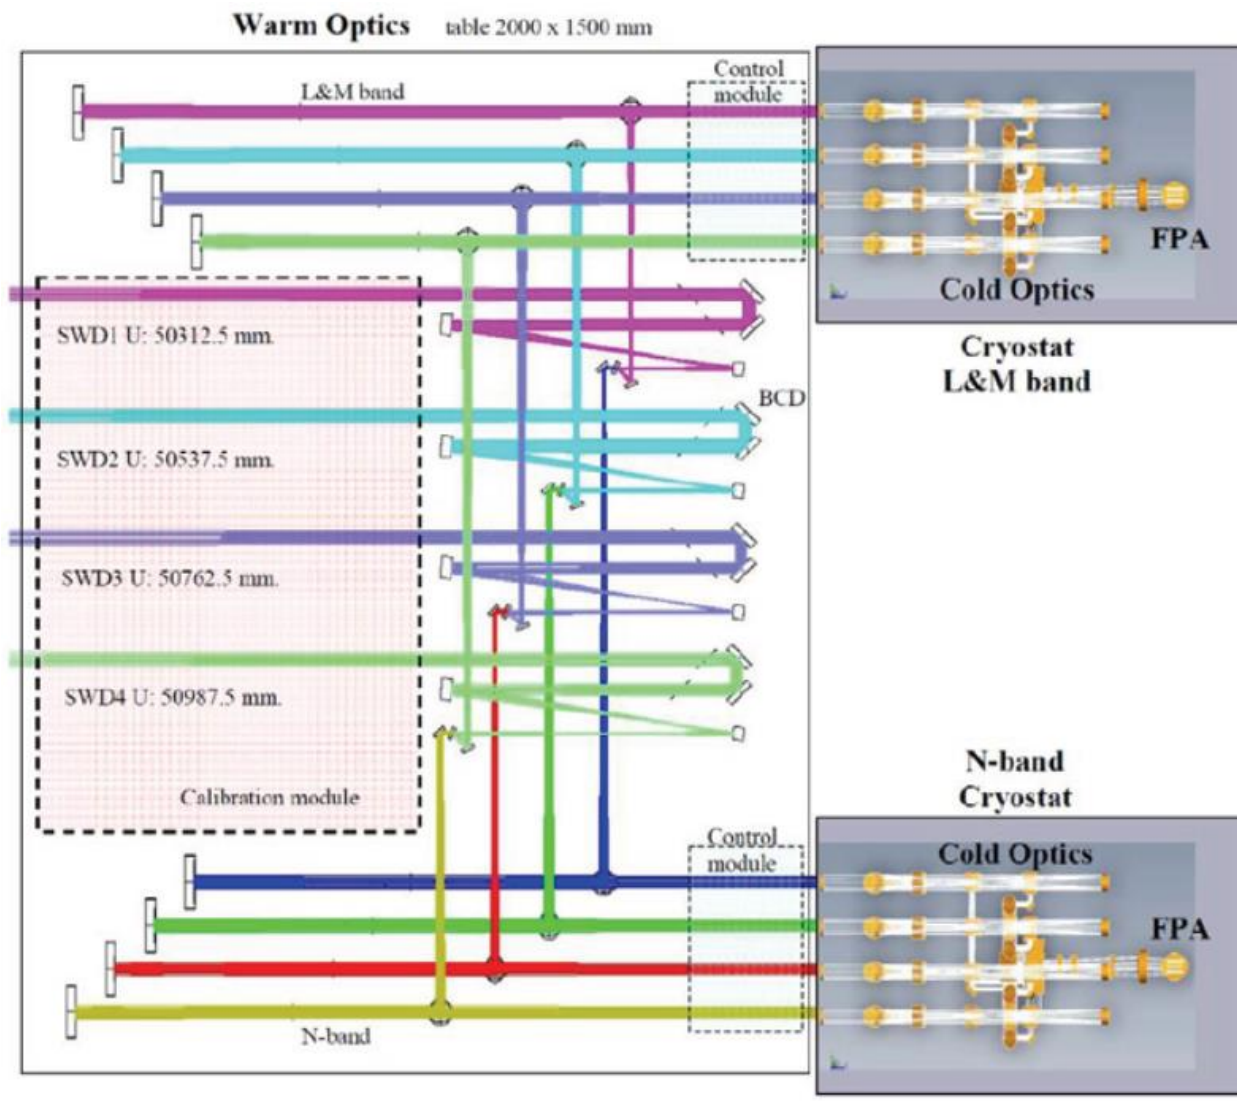 Warm Optics table 2000 x 1500 mm
L&M band
Control
module
FPA
Cold Optics
Cryostat
L&M band
SWD1 U: 50312.5 mm.
BCD
SWD2 U: 50537.5 mm.
SWD3 U: 50762.5 mm.
SWD4 U: 50987.5 mm.
Calibration module
N-band
Cryostat
Control
module
Cold Optics
FPA
N-band